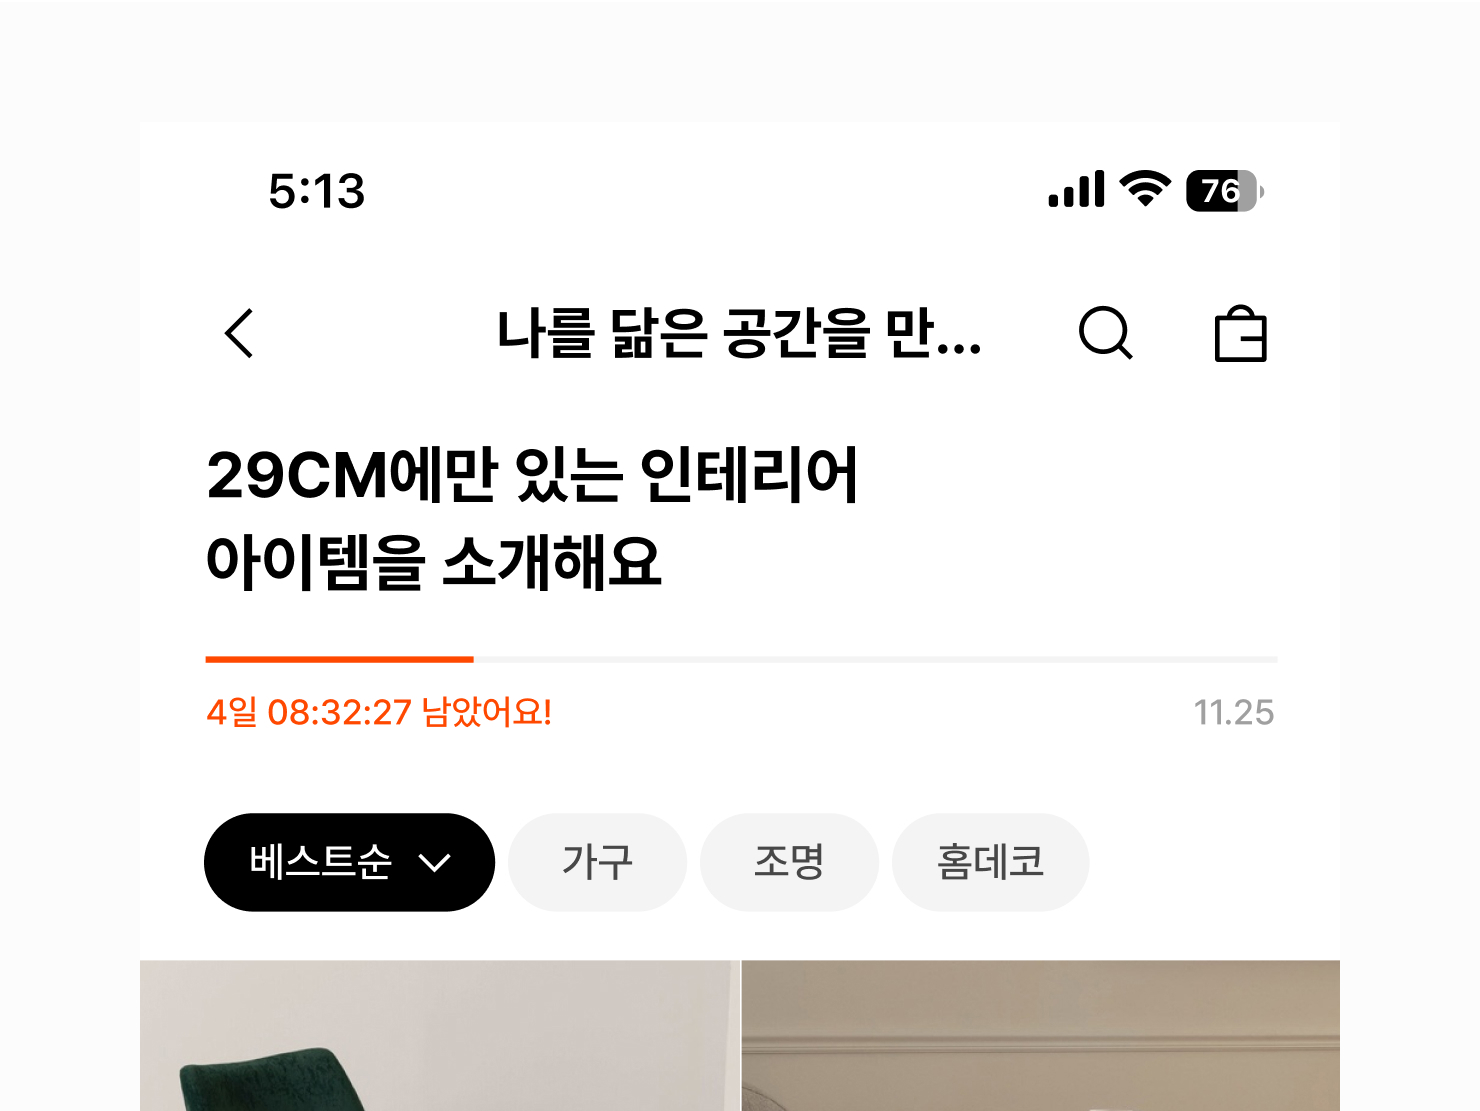 5:13
76
나를 닮은 공간을 만...
29CM에만 있는 인테리어
아이템을 소개해요
4일 08:32:27 남았어요!
11.25
베스트순
가구
조명
홈데코